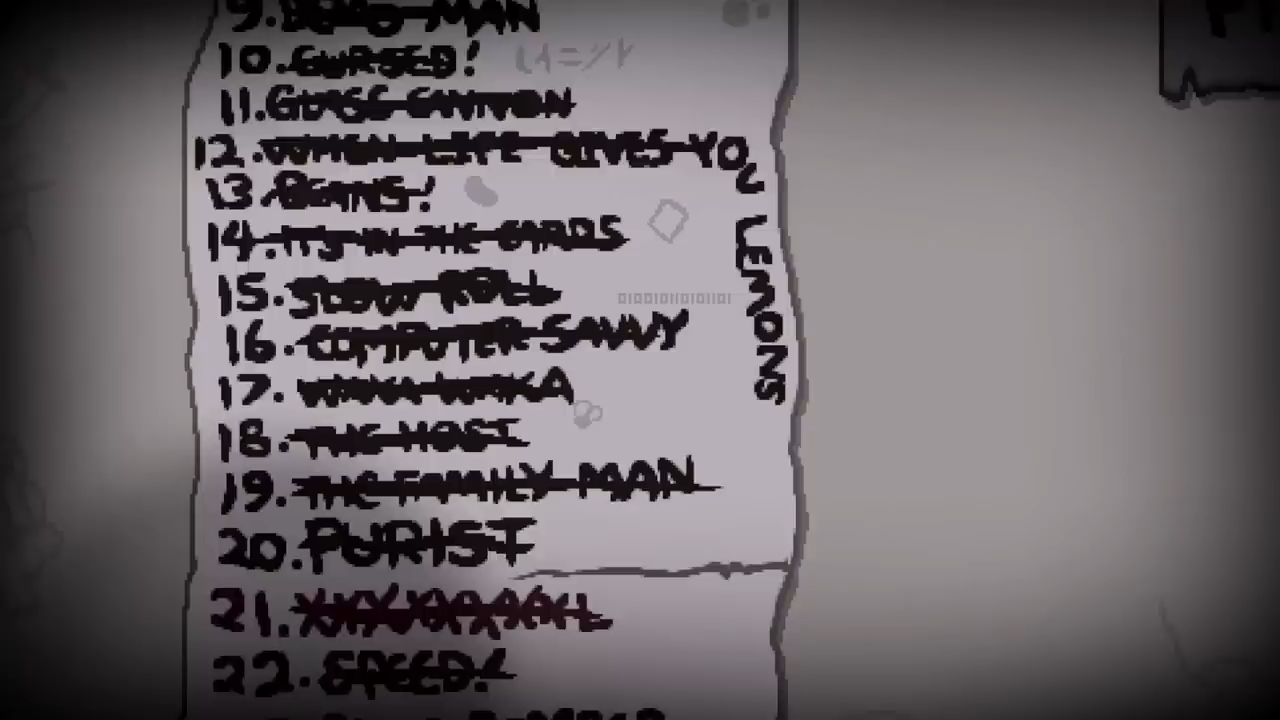 9. DEMO MAN
10. CURSED!
11. GLASS CANNON
12. WHEN LIFE GIVES YOU LEMONS
13. BEANS!
14. IT'S IN THE CARDS
15. SLOW ROLL
16. COMPUTER SAVVY
17. WAKA WAKA
18. THE HOST
19. THE FAMILY MAN
20. PURIST
21.
22. SPEED!